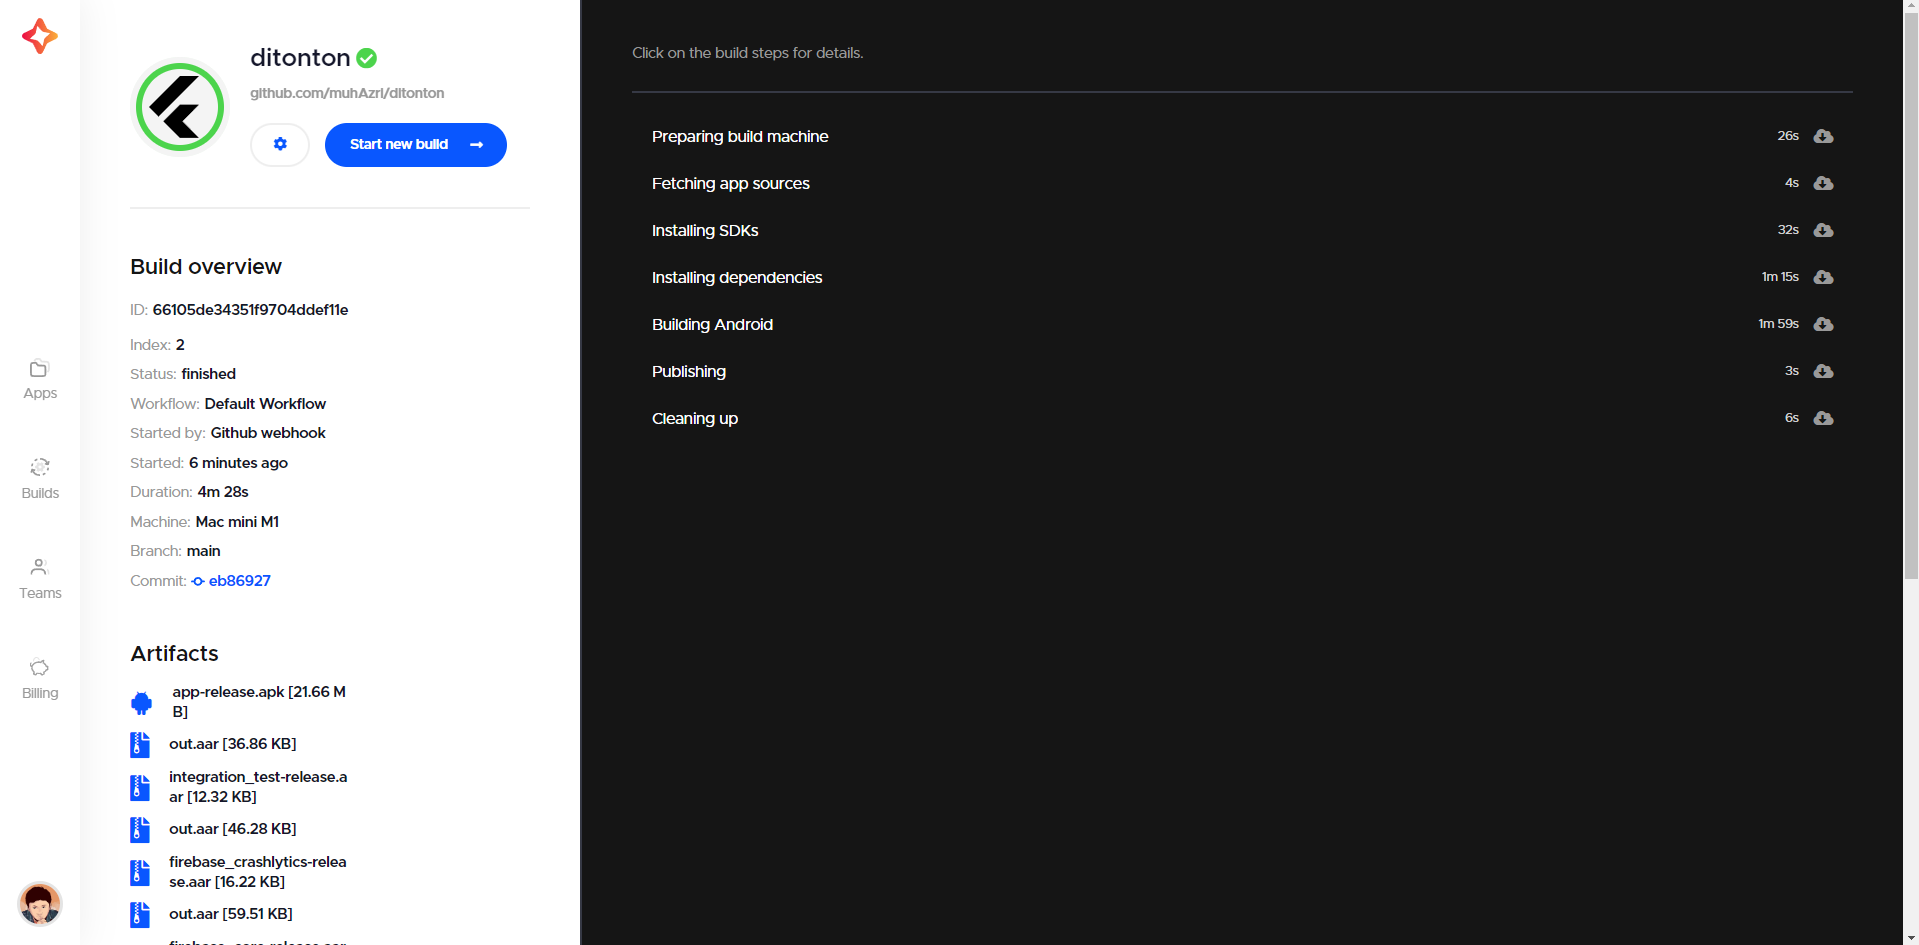 ditonton
github.com/muhAzri/ditonton
Start new build
Build overview
ID: 66105de34351f9704ddef11e
Index: 2
Status: finished
Workflow: Default Workflow
Started by: Github webhook
Started: 6 minutes ago
Duration: 4m 28s
Machine: Mac mini M1
Branch: main
Commit: eb86927
Artifacts
app-release.apk [21.66 M
B]
out.aar [36.86 KB]
integration_test-release.a
ar [12.32 KB]
out.aar [46.28 KB]
firebase_crashlytics-relea
se.aar [16.22 KB]
out.aar [59.51 KB]
Apps
Builds
Teams
Billing
Click on the build steps for details.
Preparing build machine 26s
Fetching app sources 4s
Installing SDKs 32s
Installing dependencies 1m 15s
Building Android 1m 59s
Publishing 3s
Cleaning up 6s